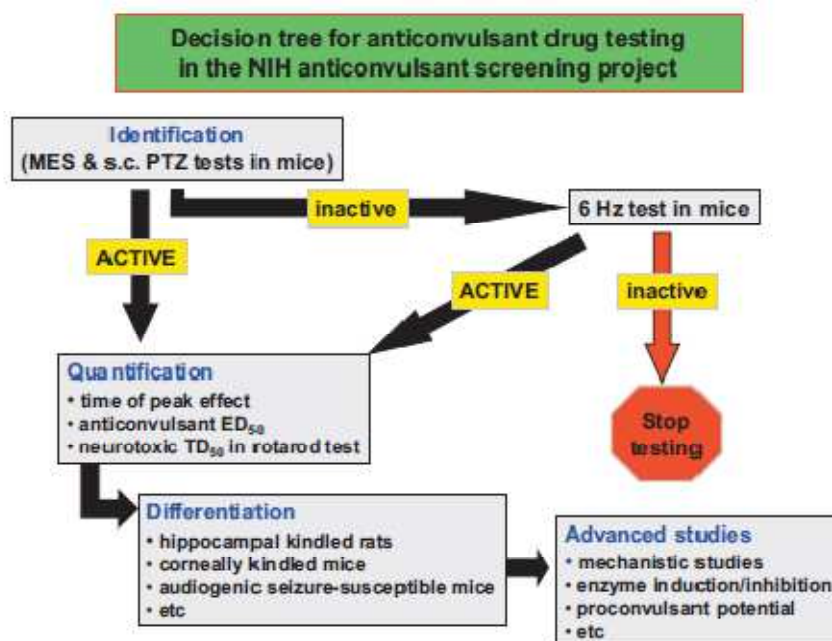 Decision tree for anticonvulsant drug testing
in the NIH anticonvulsant screening project
Identification
(MES & s.c. PTZ tests in mice)
inactive
6 Hz test in mice
ACTIVE
ACTIVE
inactive
Quantification
• time of peak effect
• anticonvulsant ED₅₀
• neurotoxic TD₅₀ in rotarod test
Stop
testing
Differentiation
• hippocampal kindled rats
• corneally kindled mice
• audiogenic seizure-susceptible mice
• etc
Advanced studies
• mechanistic studies
• enzyme induction/inhibition
• proconvulsant potential
• etc